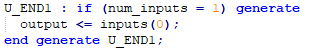 U_END1 : if (num_inputs = 1) generate
output <= inputs(0);
end generate U_END1;